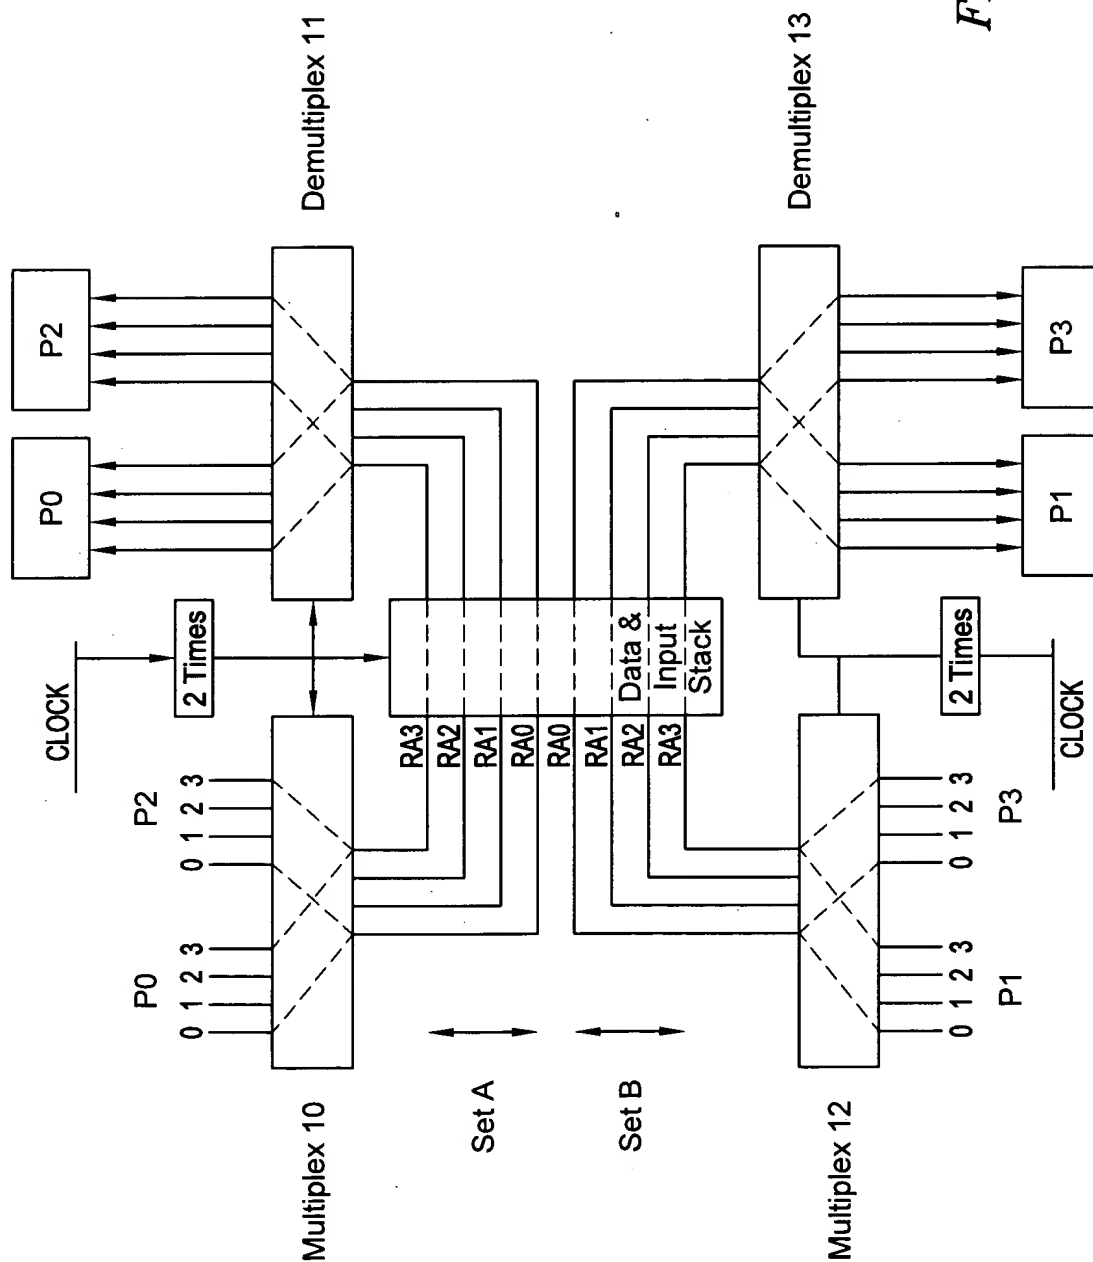 CLOCK
P0
P2
P0
P2
2 Times
0 1 2 3
0 1 2 3
Multiplex 10
Demultiplex 11
RA3
RA2
Set A
RA1
RA0
RA0
RA1
Set B
RA2
RA3
Data &
Input
Stack
Multiplex 12
Demultiplex 13
0 1 2 3
0 1 2 3
2 Times
P1
P3
CLOCK
P1
P3